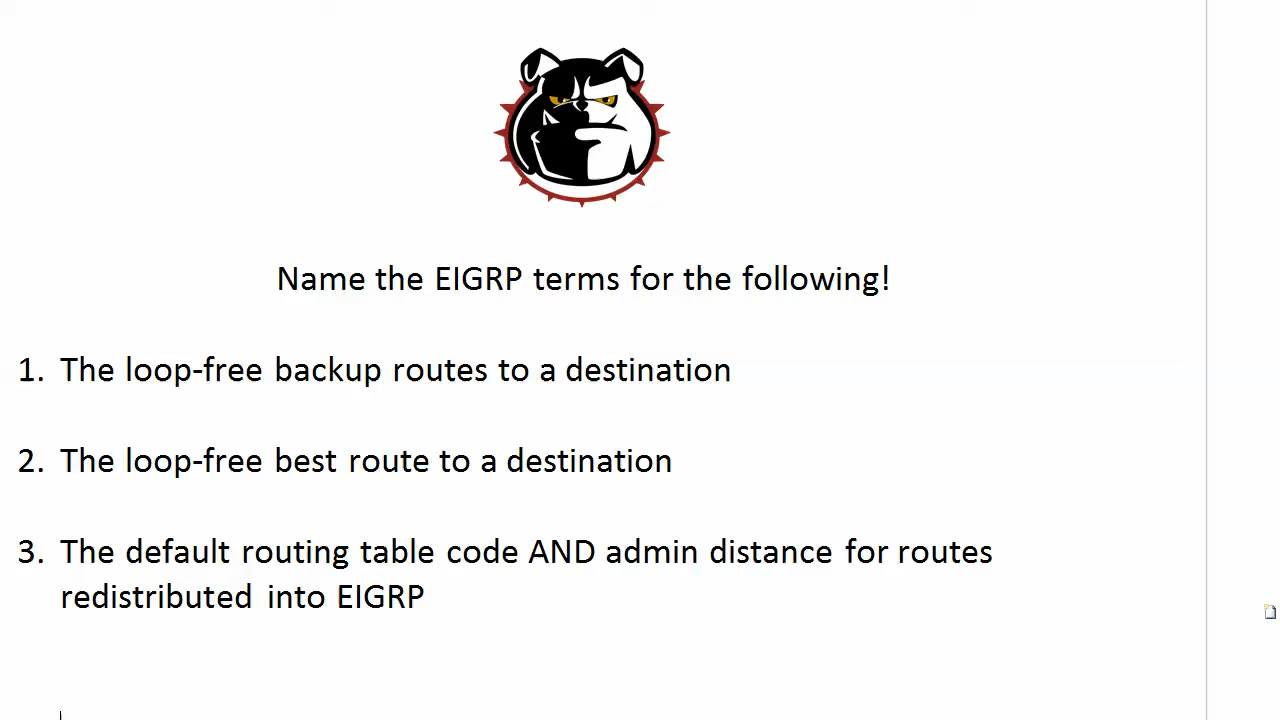 Name the EIGRP terms for the following!
1. The loop-free backup routes to a destination
2. The loop-free best route to a destination
3. The default routing table code AND admin distance for routes
redistributed into EIGRP